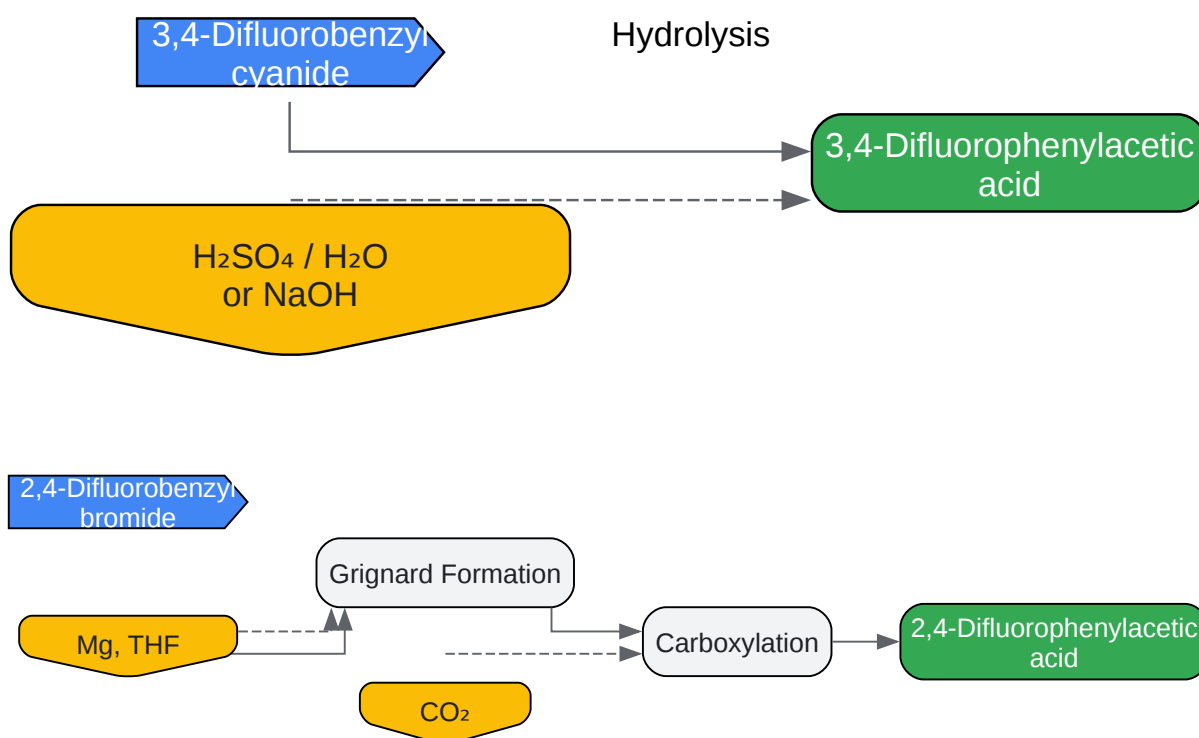 3,4-Difluorobenzyl
cyanide
Hydrolysis
3,4-Difluorophenylacetic
acid
H₂SO₄ / H₂O
or NaOH
2,4-Difluorobenzyl
bromide
Grignard Formation
Mg, THF
Carboxylation
2,4-Difluorophenylacetic
acid
CO₂